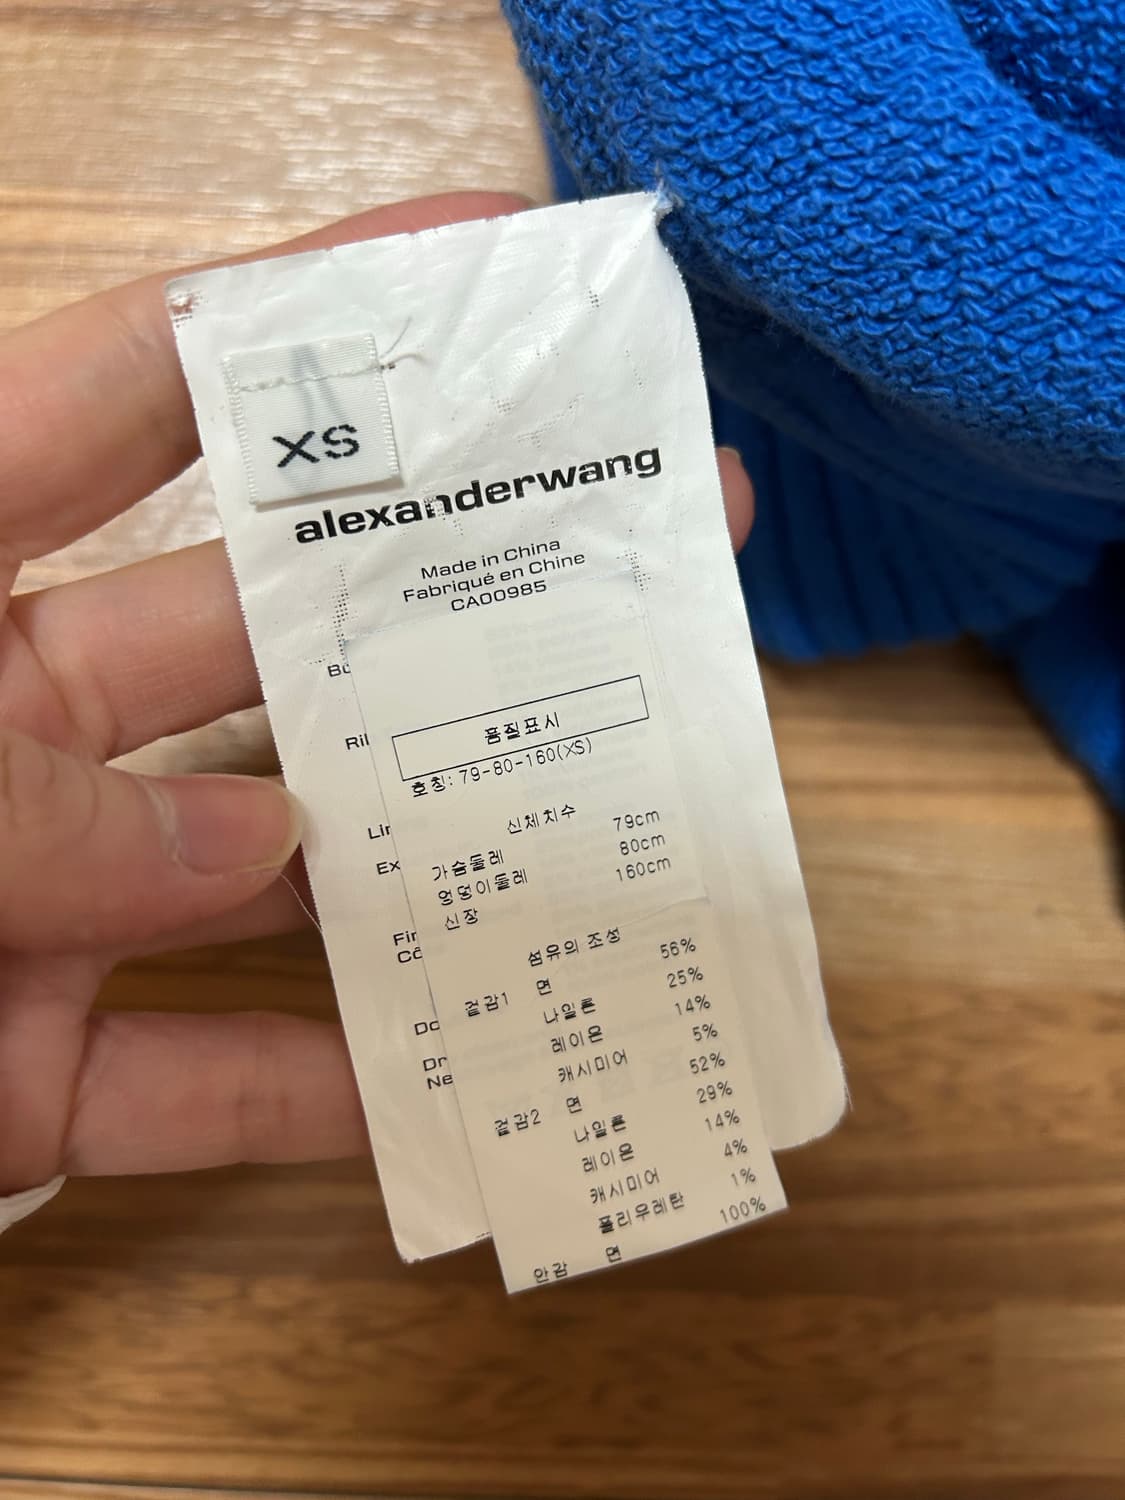 XS
alexanderwang
Made in China
Fabriqué en Chine
CA00985
품질표시
호칭: 79-80-160(XS)
신체치수
가슴둘레 79cm
엉덩이둘레 80cm
신장 160cm
섬유의 조성
겉감1 면 56%
나일론 25%
레이온 14%
캐시미어 5%
겉감2 면 52%
나일론 29%
레이온 14%
캐시미어 4%
폴리우레탄 1%
안감 면 100%